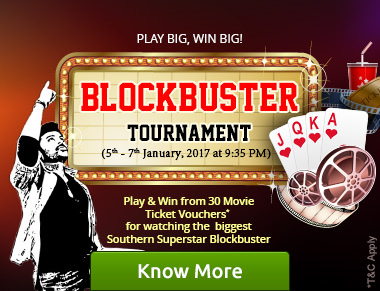 PLAY BIG, WIN BIG!
BLOCKBUSTER
TOURNAMENT
(5th - 7th January, 2017 at 9:35 PM)
J Q K A
Play & Win from 30 Movie
Ticket Vouchers*
for watching the biggest
Southern Superstar Blockbuster
Know More
*T&C Apply